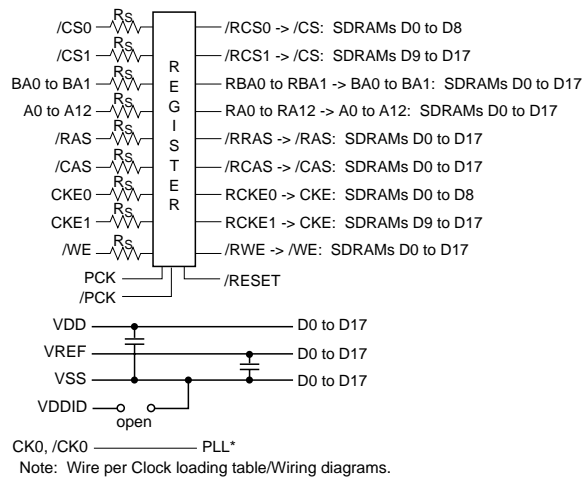 /CS0 RS /RCS0 -> /CS: SDRAMs D0 to D8
/CS1 RS /RCS1 -> /CS: SDRAMs D9 to D17
BA0 to BA1 RS RBA0 to RBA1 -> BA0 to BA1: SDRAMs D0 to D17
A0 to A12 RS RA0 to RA12 -> A0 to A12: SDRAMs D0 to D17
/RAS RS /RRAS -> /RAS: SDRAMs D0 to D17
/CAS RS /RCAS -> /CAS: SDRAMs D0 to D17
CKE0 RS RCKE0 -> CKE: SDRAMs D0 to D8
CKE1 RS RCKE1 -> CKE: SDRAMs D9 to D17
/WE RS /RWE -> /WE: SDRAMs D0 to D17
REGISTER
PCK /RESET
/PCK
VDD D0 to D17
VREF D0 to D17
VSS D0 to D17
VDDID
open
CK0, /CK0 PLL*
Note: Wire per Clock loading table/Wiring diagrams.